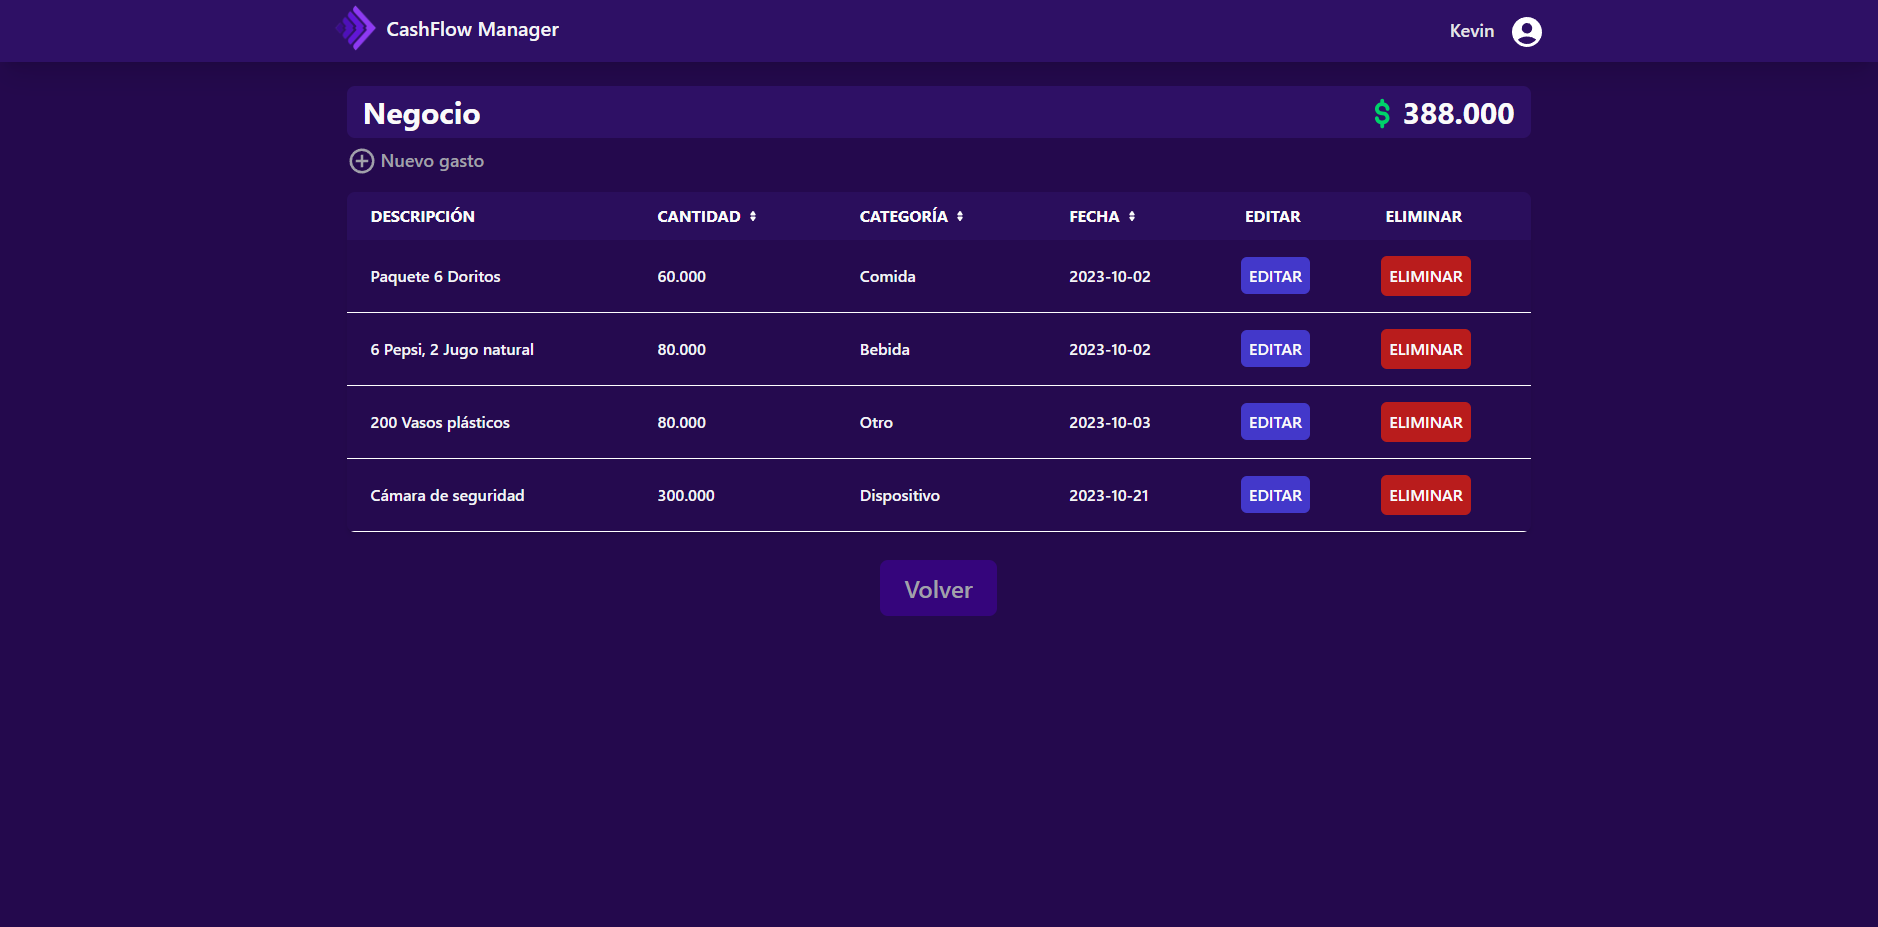 CashFlow Manager
Kevin
Negocio
$ 388.000
Nuevo gasto
DESCRIPCIÓN CANTIDAD CATEGORÍA FECHA EDITAR ELIMINAR
Paquete 6 Doritos 60.000 Comida 2023-10-02 EDITAR ELIMINAR
6 Pepsi, 2 Jugo natural 80.000 Bebida 2023-10-02 EDITAR ELIMINAR
200 Vasos plásticos 80.000 Otro 2023-10-03 EDITAR ELIMINAR
Cámara de seguridad 300.000 Dispositivo 2023-10-21 EDITAR ELIMINAR
Volver